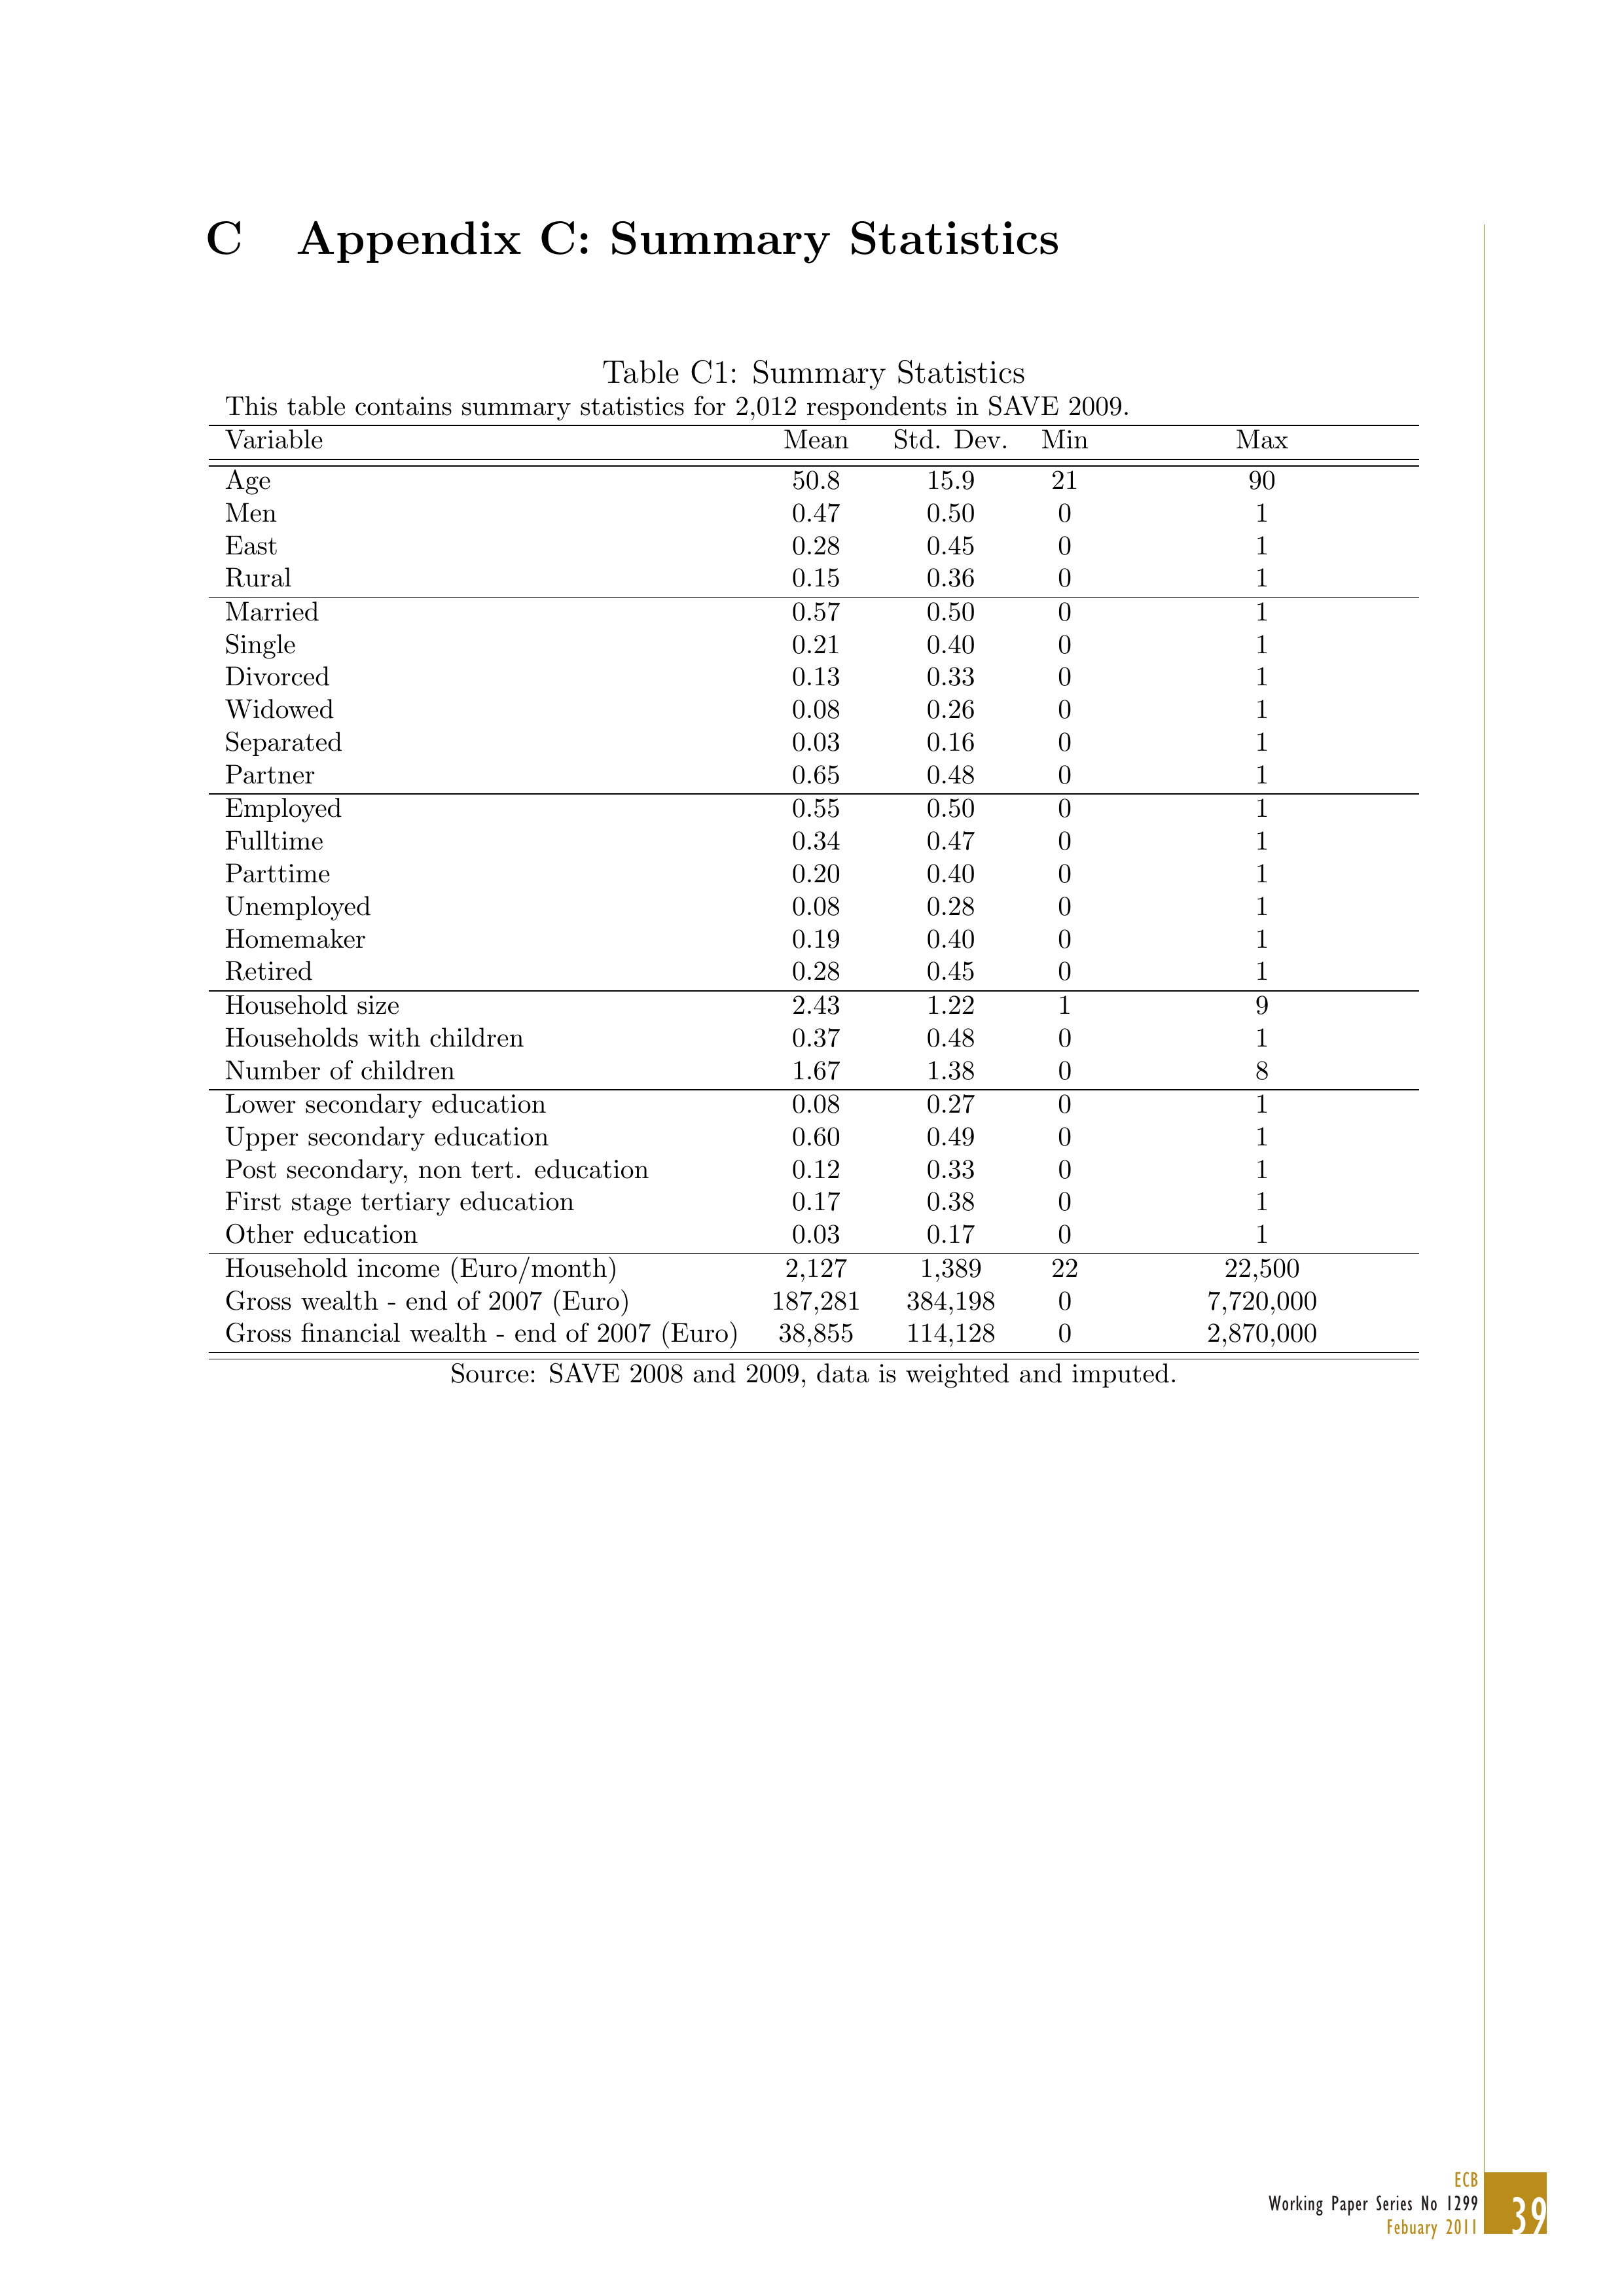 C Appendix C: Summary Statistics
Table C1: Summary Statistics
This table contains summary statistics for 2,012 respondents in SAVE 2009.
Variable Mean Std. Dev. Min Max
Age 50.8 15.9 21 90
Men 0.47 0.50 0 1
East 0.28 0.45 0 1
Rural 0.15 0.36 0 1
Married 0.57 0.50 0 1
Single 0.21 0.40 0 1
Divorced 0.13 0.33 0 1
Widowed 0.08 0.26 0 1
Separated 0.03 0.16 0 1
Partner 0.65 0.48 0 1
Employed 0.55 0.50 0 1
Fulltime 0.34 0.47 0 1
Parttime 0.20 0.40 0 1
Unemployed 0.08 0.28 0 1
Homemaker 0.19 0.40 0 1
Retired 0.28 0.45 0 1
Household size 2.43 1.22 1 9
Households with children 0.37 0.48 0 1
Number of children 1.67 1.38 0 8
Lower secondary education 0.08 0.27 0 1
Upper secondary education 0.60 0.49 0 1
Post secondary, non tert. education 0.12 0.33 0 1
First stage tertiary education 0.17 0.38 0 1
Other education 0.03 0.17 0 1
Household income (Euro/month) 2,127 1,389 22 22,500
Gross wealth - end of 2007 (Euro) 187,281 384,198 0 7,720,000
Gross financial wealth - end of 2007 (Euro) 38,855 114,128 0 2,870,000
Source: SAVE 2008 and 2009, data is weighted and imputed.
ECB
Working Paper Series No 1299
Febuary 2011
39